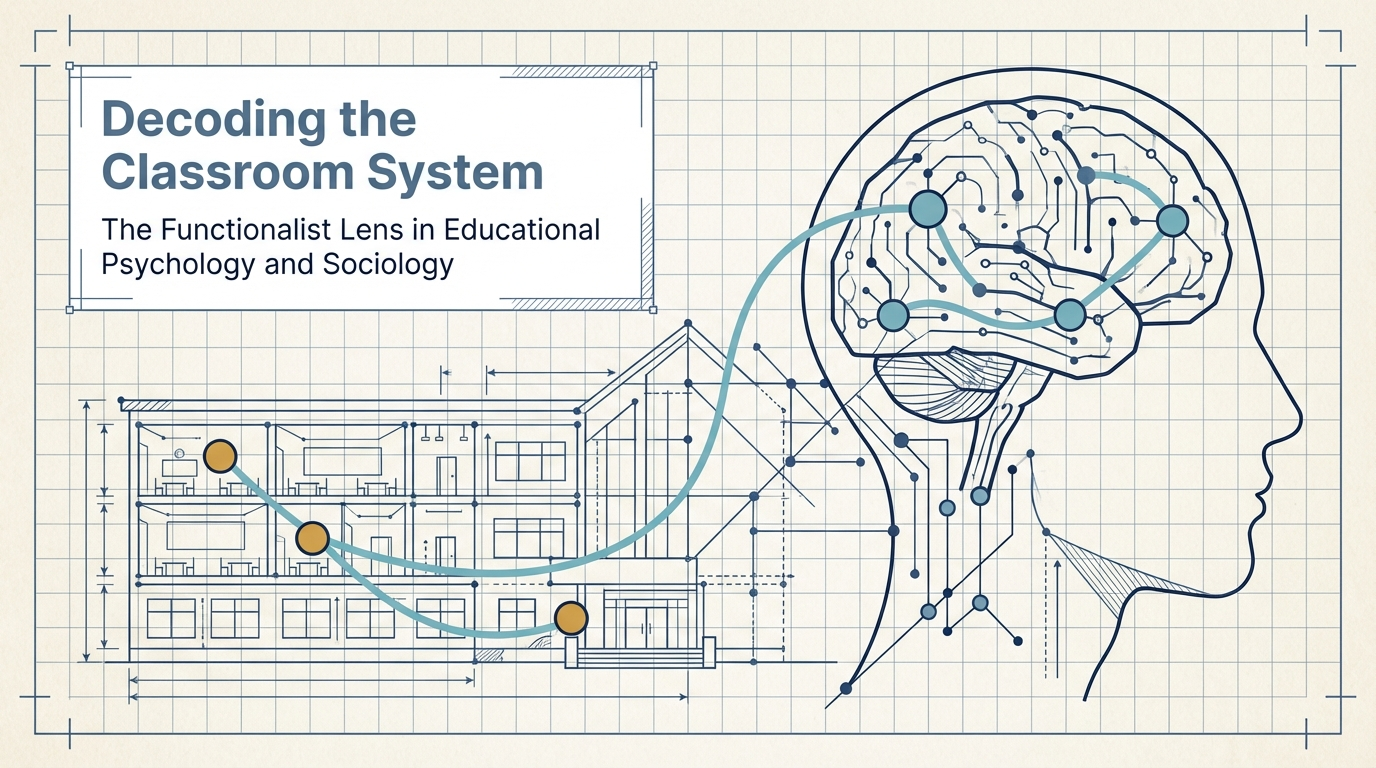 Decoding the
Classroom System
The Functionalist Lens in Educational
Psychology and Sociology